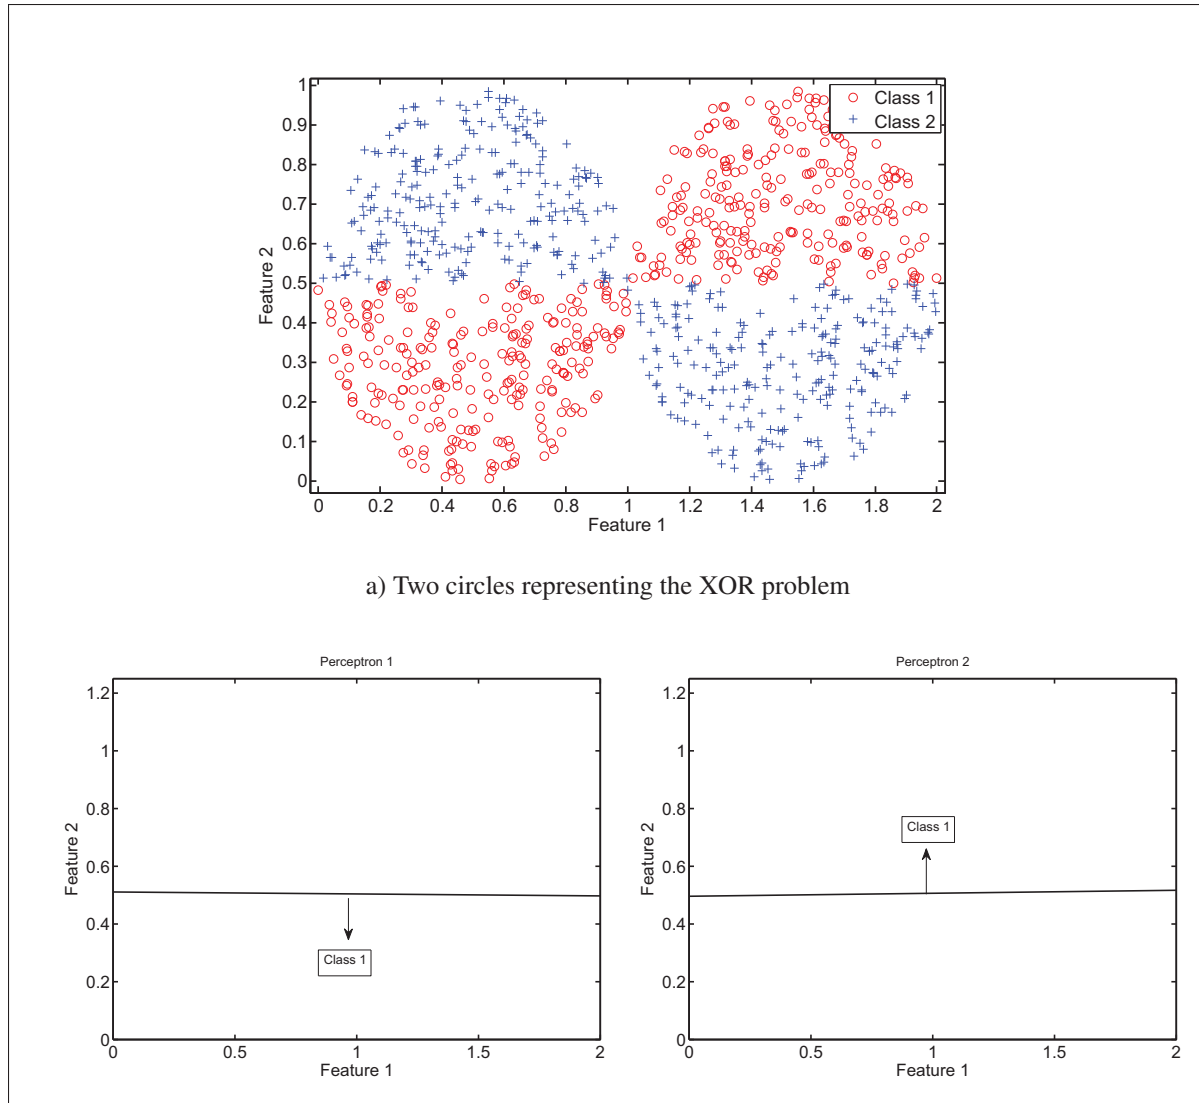 1
0.9
0.8
0.7
0.6
0.5
0.4
0.3
0.2
0.1
0
Feature 2
Class 1
Class 2
0 0.2 0.4 0.6 0.8 1 1.2 1.4 1.6 1.8 2
Feature 1
a) Two circles representing the XOR problem
Perceptron 1
1.2
1
0.8
0.6
0.4
0.2
0
Feature 2
Class 1
0 0.5 1 1.5 2
Feature 1
Perceptron 2
1.2
1
0.8
0.6
0.4
0.2
0
Feature 2
Class 1
0 0.5 1 1.5 2
Feature 1